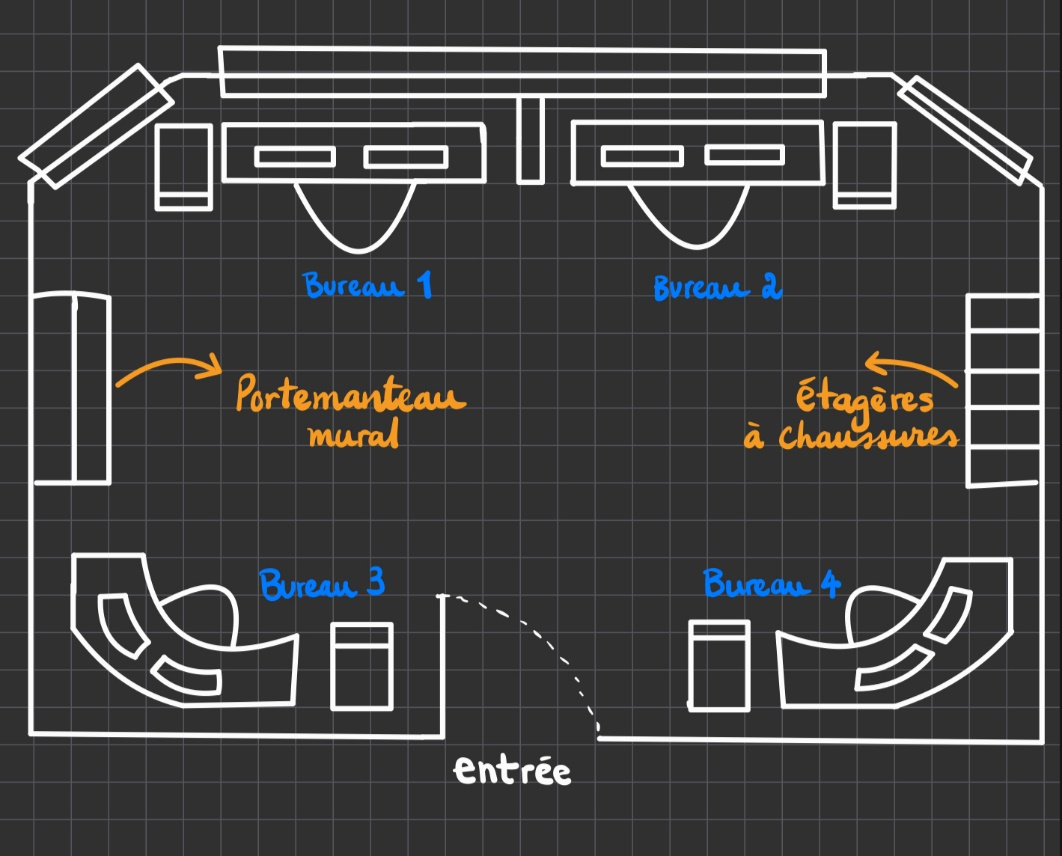 Bureau 1
Bureau 2
Portemanteau
mural
Étagères
à chaussures
Bureau 3
Bureau 4
entrée